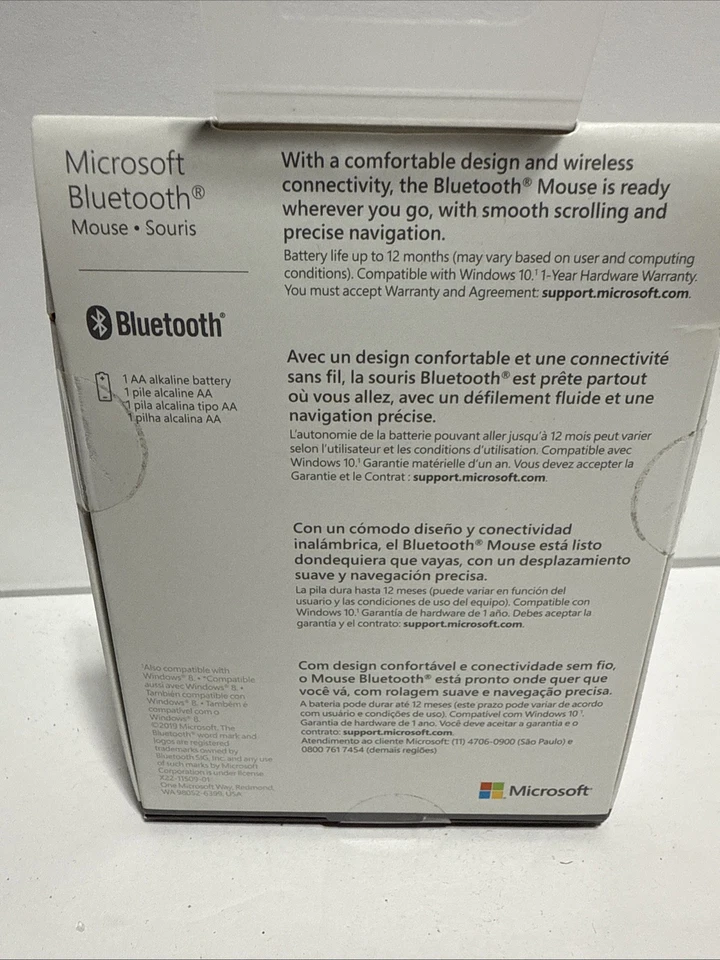 Microsoft
Bluetooth®
Mouse • Souris
Bluetooth®
1 AA alkaline battery
1 pile alcaline AA
1 pila alcalina tipo AA
1 pilha alcalina AA
With a comfortable design and wireless
connectivity, the Bluetooth® Mouse is ready
wherever you go, with smooth scrolling and
precise navigation.
Battery life up to 12 months (may vary based on user and computing
conditions). Compatible with Windows 10.¹ 1-Year Hardware Warranty.
You must accept Warranty and Agreement: support.microsoft.com.
Avec un design confortable et une connectivité
sans fil, la souris Bluetooth® est prête partout
où vous allez, avec un défilement fluide et une
navigation précise.
L'autonomie de la batterie pouvant aller jusqu'à 12 mois peut varier
selon l'utilisateur et les conditions d'utilisation. Compatible avec
Windows 10.¹ Garantie matérielle d'un an. Vous devez accepter la
Garantie et le Contrat : support.microsoft.com.
Con un cómodo diseño y conectividad
inalámbrica, el Bluetooth® Mouse está listo
dondequiera que vayas, con un desplazamiento
suave y navegación precisa.
La pila dura hasta 12 meses (puede variar en función del
usuario y las condiciones de uso del equipo). Compatible con
Windows 10.¹ Garantía de hardware de 1 año. Debes aceptar la
garantía y el contrato: support.microsoft.com.
Com design confortável e conectividade sem fio,
o Mouse Bluetooth® está pronto onde quer que
você vá, com rolagem suave e navegação precisa.
A bateria pode durar até 12 meses (este prazo pode variar de acordo
com usuário e condições de uso). Compatível com Windows 10¹.
Garantia de hardware de 1 ano. Você deve aceitar a garantia e o
contrato: support.microsoft.com.
Atendimento ao cliente Microsoft: (11) 4706-0900 (São Paulo) e
0800 761 7454 (demais regiões)
¹Also compatible with
Windows® 8. • ¹Compatible
aussi avec Windows® 8. •
También compatible con
Windows® 8. • Também é
compatível com o
Windows® 8.
©2019 Microsoft. The
Bluetooth® word mark and
logos are registered
trademarks owned by
Bluetooth SIG, Inc. and any use
of such marks by Microsoft
Corporation is under license.
X22-11509-01
One Microsoft Way, Redmond,
WA 98052-6399, USA
Microsoft